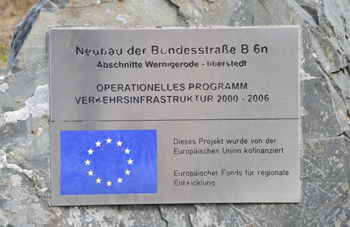 Neubau der Bundesstraße B 6n
Abschnitte Wernigerode - Ilberstedt
OPERATIONELLES PROGRAMM
VERKEHRSINFRASTRUKTUR 2000 - 2006
Dieses Projekt wurde von der
Europäischen Union kofinanziert
Europäischer Fonds für regionale
Entwicklung